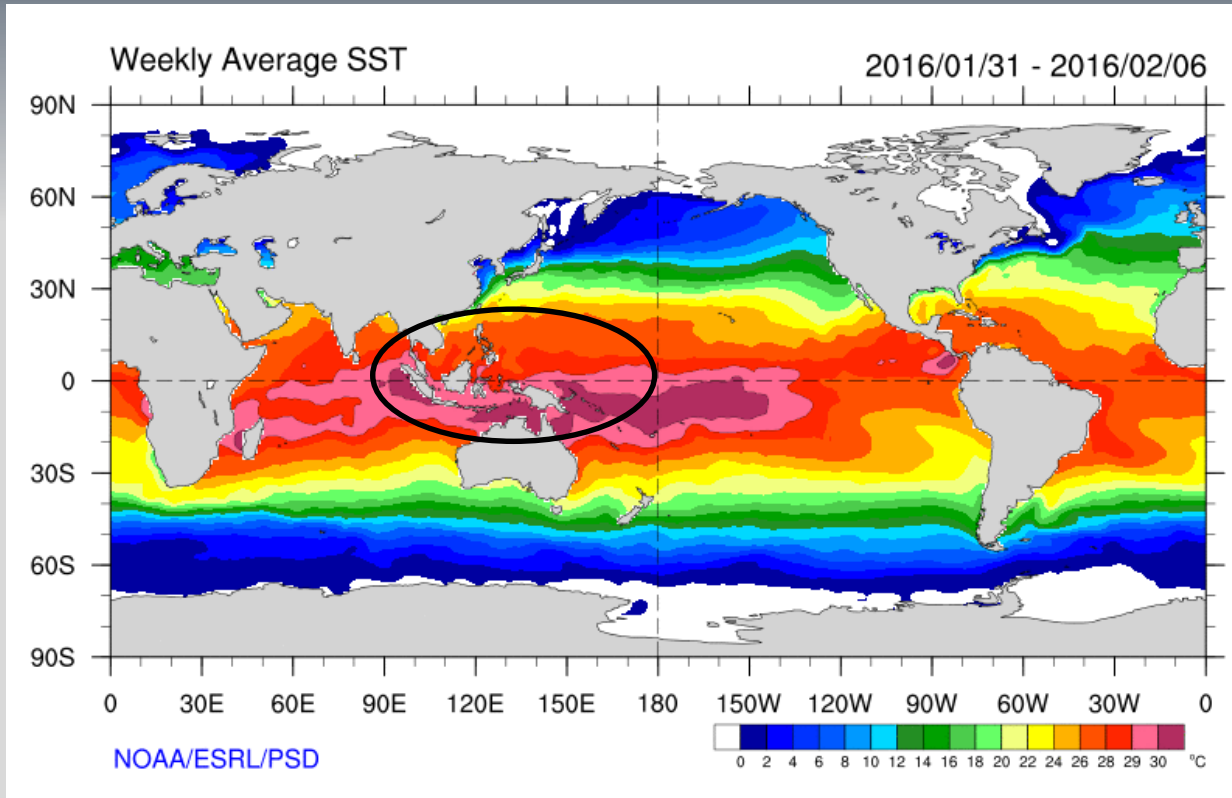 Weekly Average SST
2016/01/31 - 2016/02/06
90N
60N
30N
0
30S
60S
90S
0 30E 60E 90E 120E 150E 180 150W 120W 90W 60W 30W 0
0 2 4 6 8 10 12 14 16 18 20 22 24 26 28 29 30 °C
NOAA/ESRL/PSD